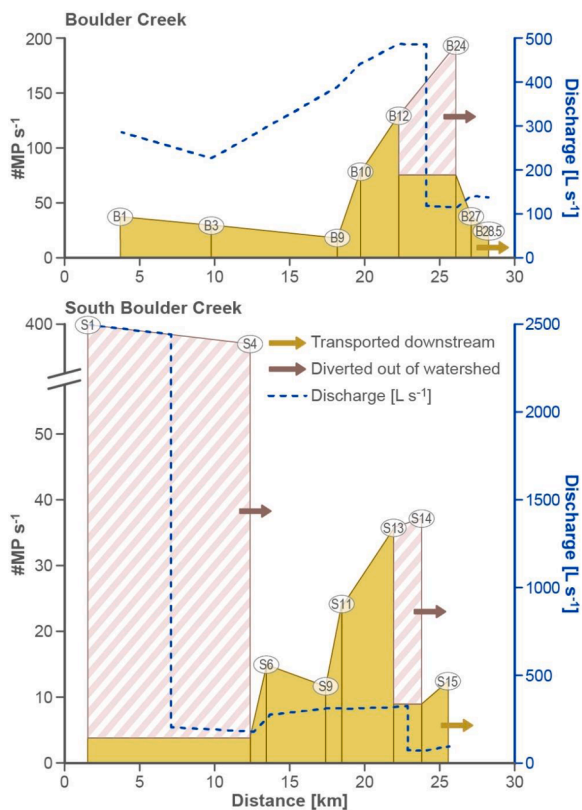 Boulder Creek
200
150
100
50
0
#MP s⁻¹
B1
B3
B9
B10
B12
B24
B27
B28.5
500
400
300
200
100
0
Discharge [L s⁻¹]
0 5 10 15 20 25 30
South Boulder Creek
400
50
40
30
20
10
0
#MP s⁻¹
S1
S4
S6
S9
S11
S13
S14
S15
Transported downstream
Diverted out of watershed
Discharge [L s⁻¹]
2500
2000
1500
1000
500
0
Discharge [L s⁻¹]
0 5 10 15 20 25 30
Distance [km]